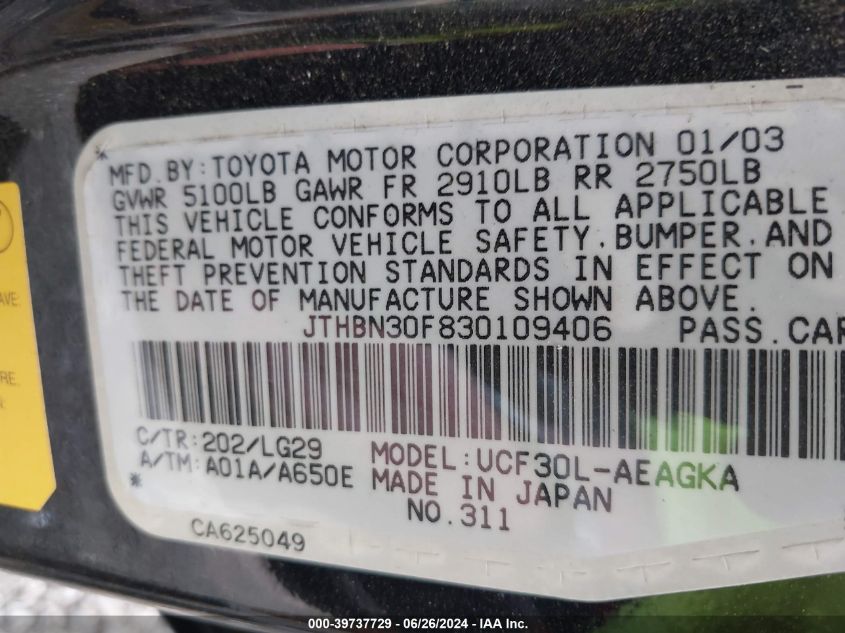 MFD.BY:TOYOTA MOTOR CORPORATION 01/03
GVWR 5100LB GAWR FR 2910LB RR 2750LB
THIS VEHICLE CONFORMS TO ALL APPLICABLE
FEDERAL MOTOR VEHICLE SAFETY.BUMPER.AND
THEFT PREVENTION STANDARDS IN EFFECT ON
THE DATE OF MANUFACTURE SHOWN ABOVE.
JTHBN30F830109406 PASS.CAR
C/TR:202/LG29 MODEL:UCF30L-AEAGKA
A/TM:A01A/A650E MADE IN JAPAN
NO.311
CA625049
AVE:
RE.
000-39737729 - 06/26/2024 - IAA Inc.